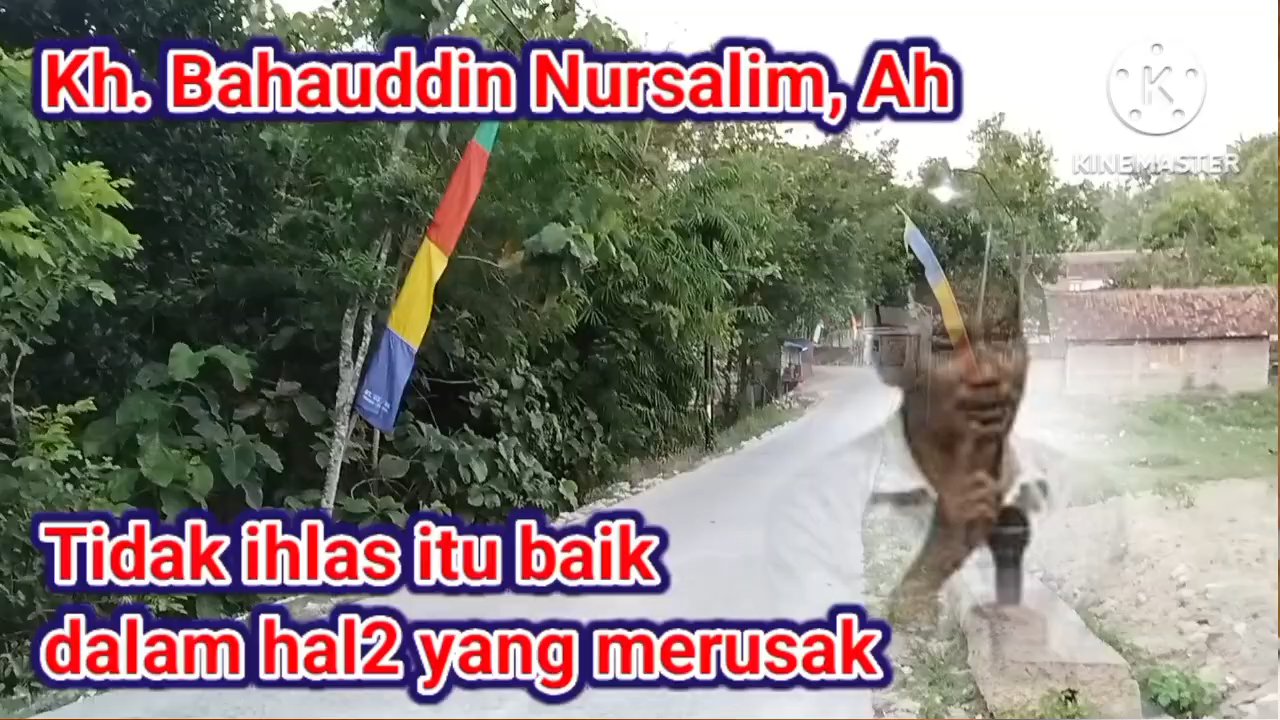 Kh. Bahauddin Nursalim, Ah
K
KINEMASTER
Tidak ihlas itu baik
dalam hal2 yang merusak